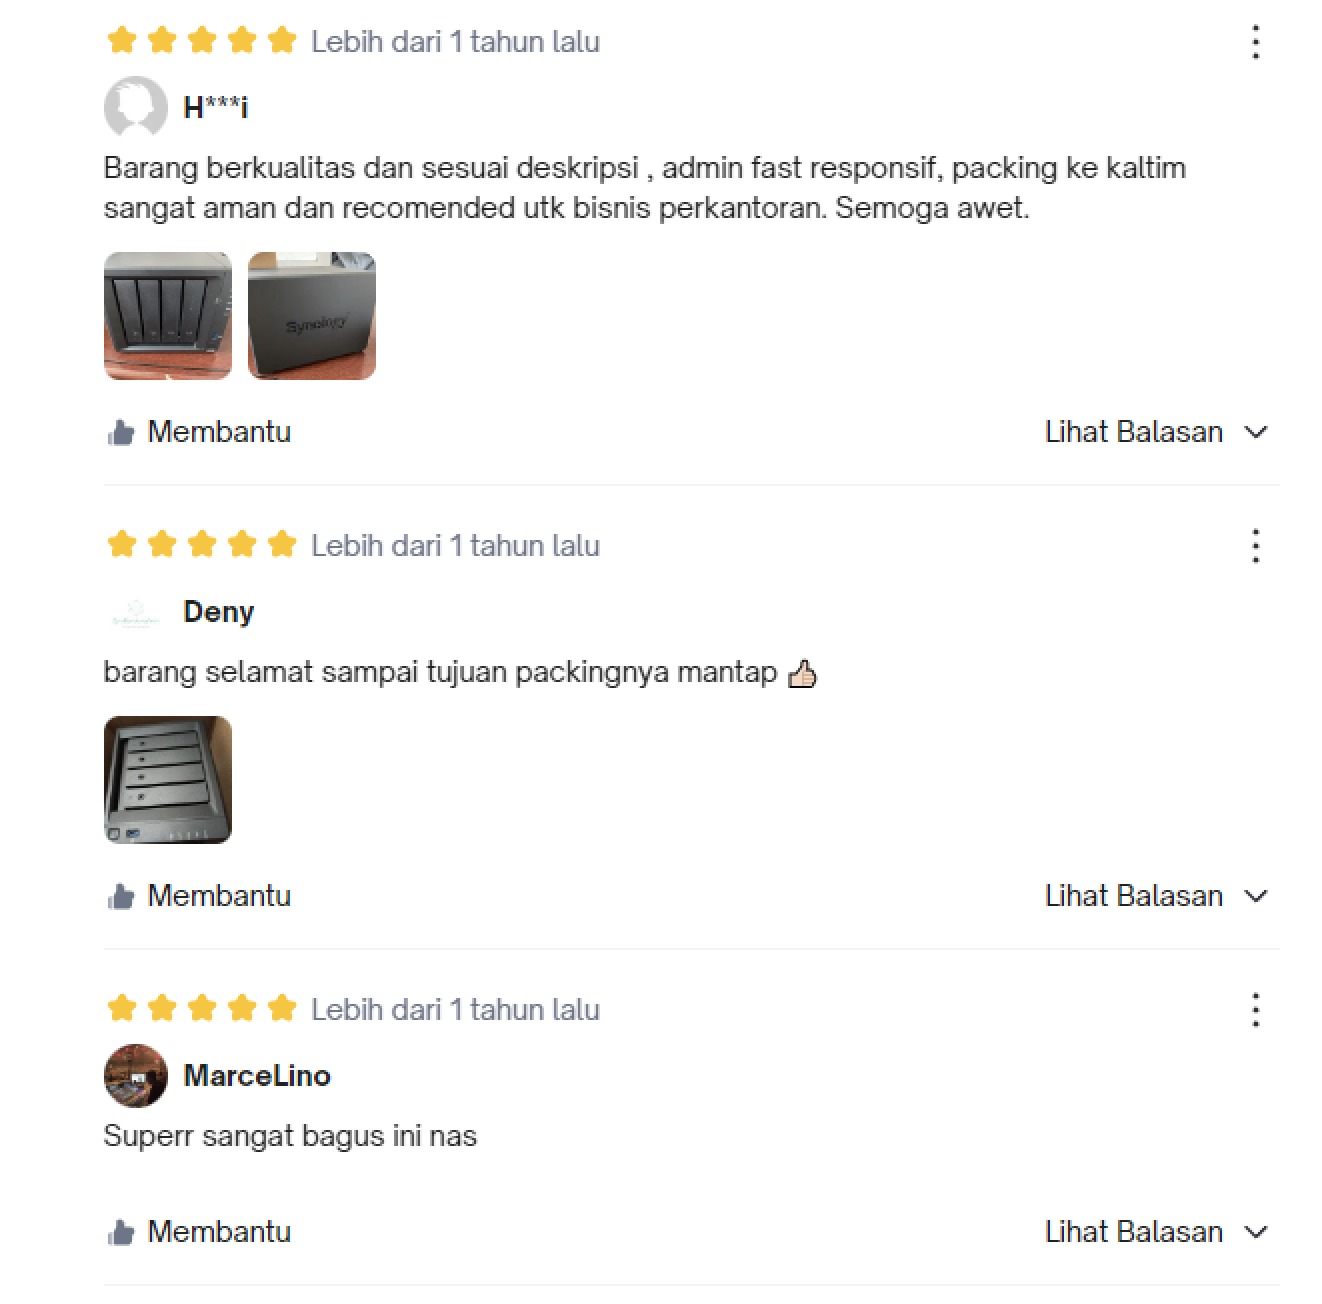 Lebih dari 1 tahun lalu
H***i
Barang berkualitas dan sesuai deskripsi , admin fast responsif, packing ke kaltim
sangat aman dan recomended utk bisnis perkantoran. Semoga awet.
Synology
Membantu
Lihat Balasan
Lebih dari 1 tahun lalu
Deny
barang selamat sampai tujuan packingnya mantap 👍🏻
Membantu
Lihat Balasan
Lebih dari 1 tahun lalu
MarceLino
Superr sangat bagus ini nas
Membantu
Lihat Balasan